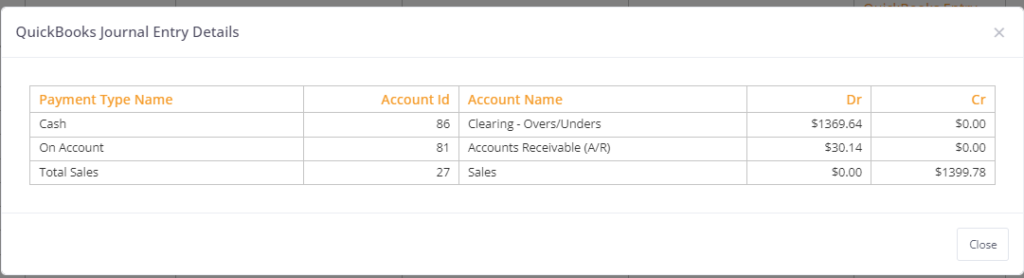 QuickBooks Journal Entry Details ×
Payment Type Name Account Id Account Name Dr Cr
Cash 86 Clearing - Overs/Unders $1369.64 $0.00
On Account 81 Accounts Receivable (A/R) $30.14 $0.00
Total Sales 27 Sales $0.00 $1399.78
Close